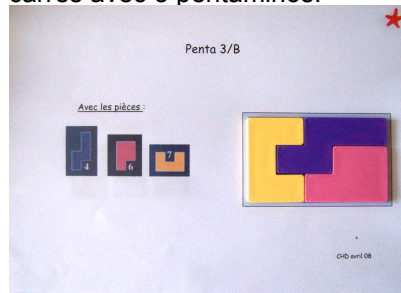 carrés avec 3 pentaminos.
Penta 3/B
Avec les pièces :
4
6
7
CHD avril 08